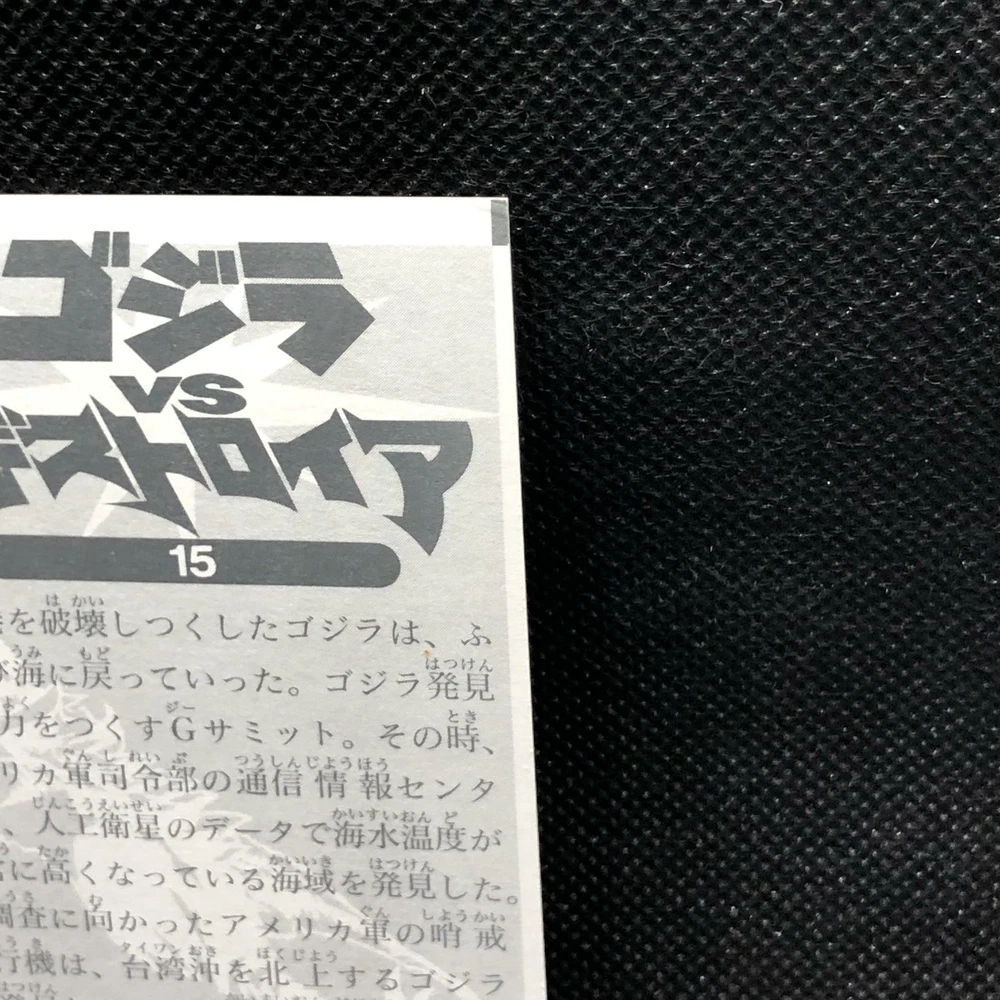 ゴジラ
VS
デストロイア
15
を破壊しつくしたゴジラは、ふ
海に戻っていった。ゴジラ発見
力をつくすGサミット。その時、
リカ軍司令部の通信情報センタ
、人工衛星のデータで海水温度が
に高くなっている海域を発見した。
調査に向かったアメリカ軍の哨戒
行機は、台湾沖を北上するゴジラ